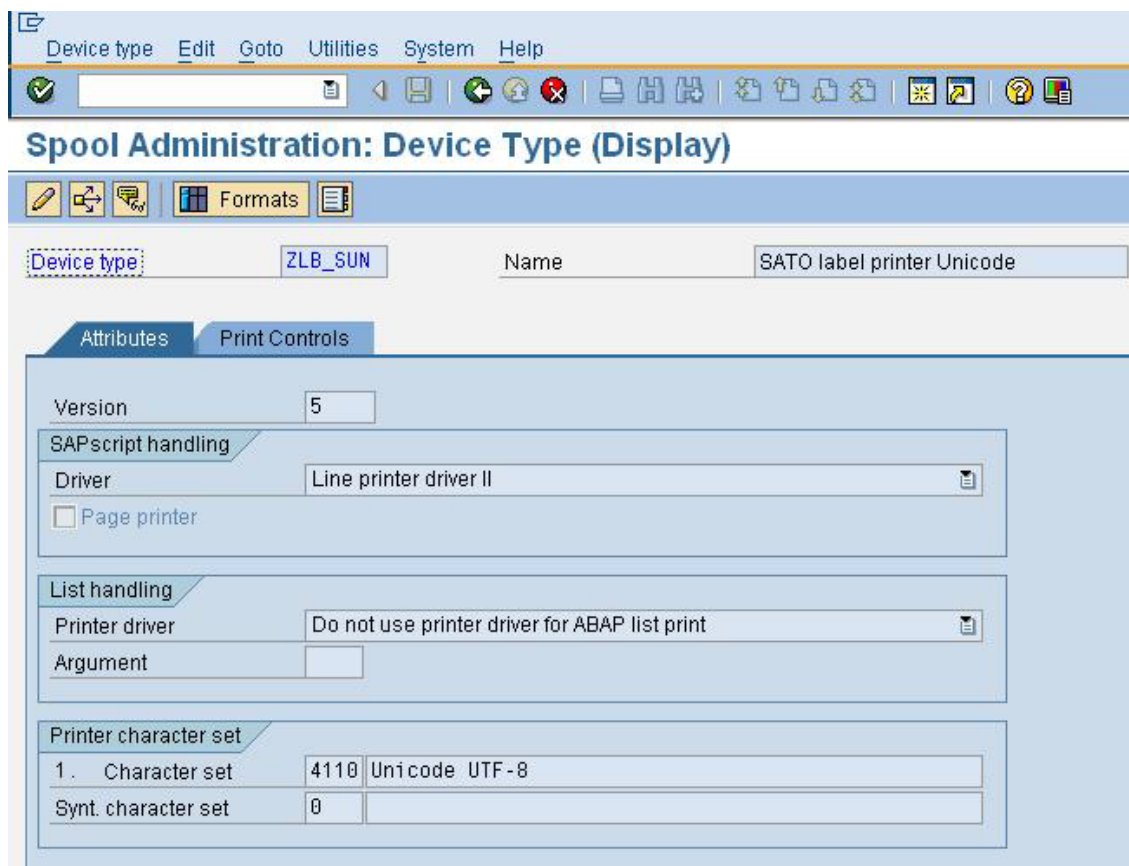 Device type Edit Goto Utilities System Help
Spool Administration: Device Type (Display)
Formats
Device type ZLB_SUN Name SATO label printer Unicode
Attributes Print Controls
Version 5
SAPscript handling
Driver Line printer driver II
Page printer
List handling
Printer driver Do not use printer driver for ABAP list print
Argument
Printer character set
1. Character set 4110 Unicode UTF-8
Synt. character set 0